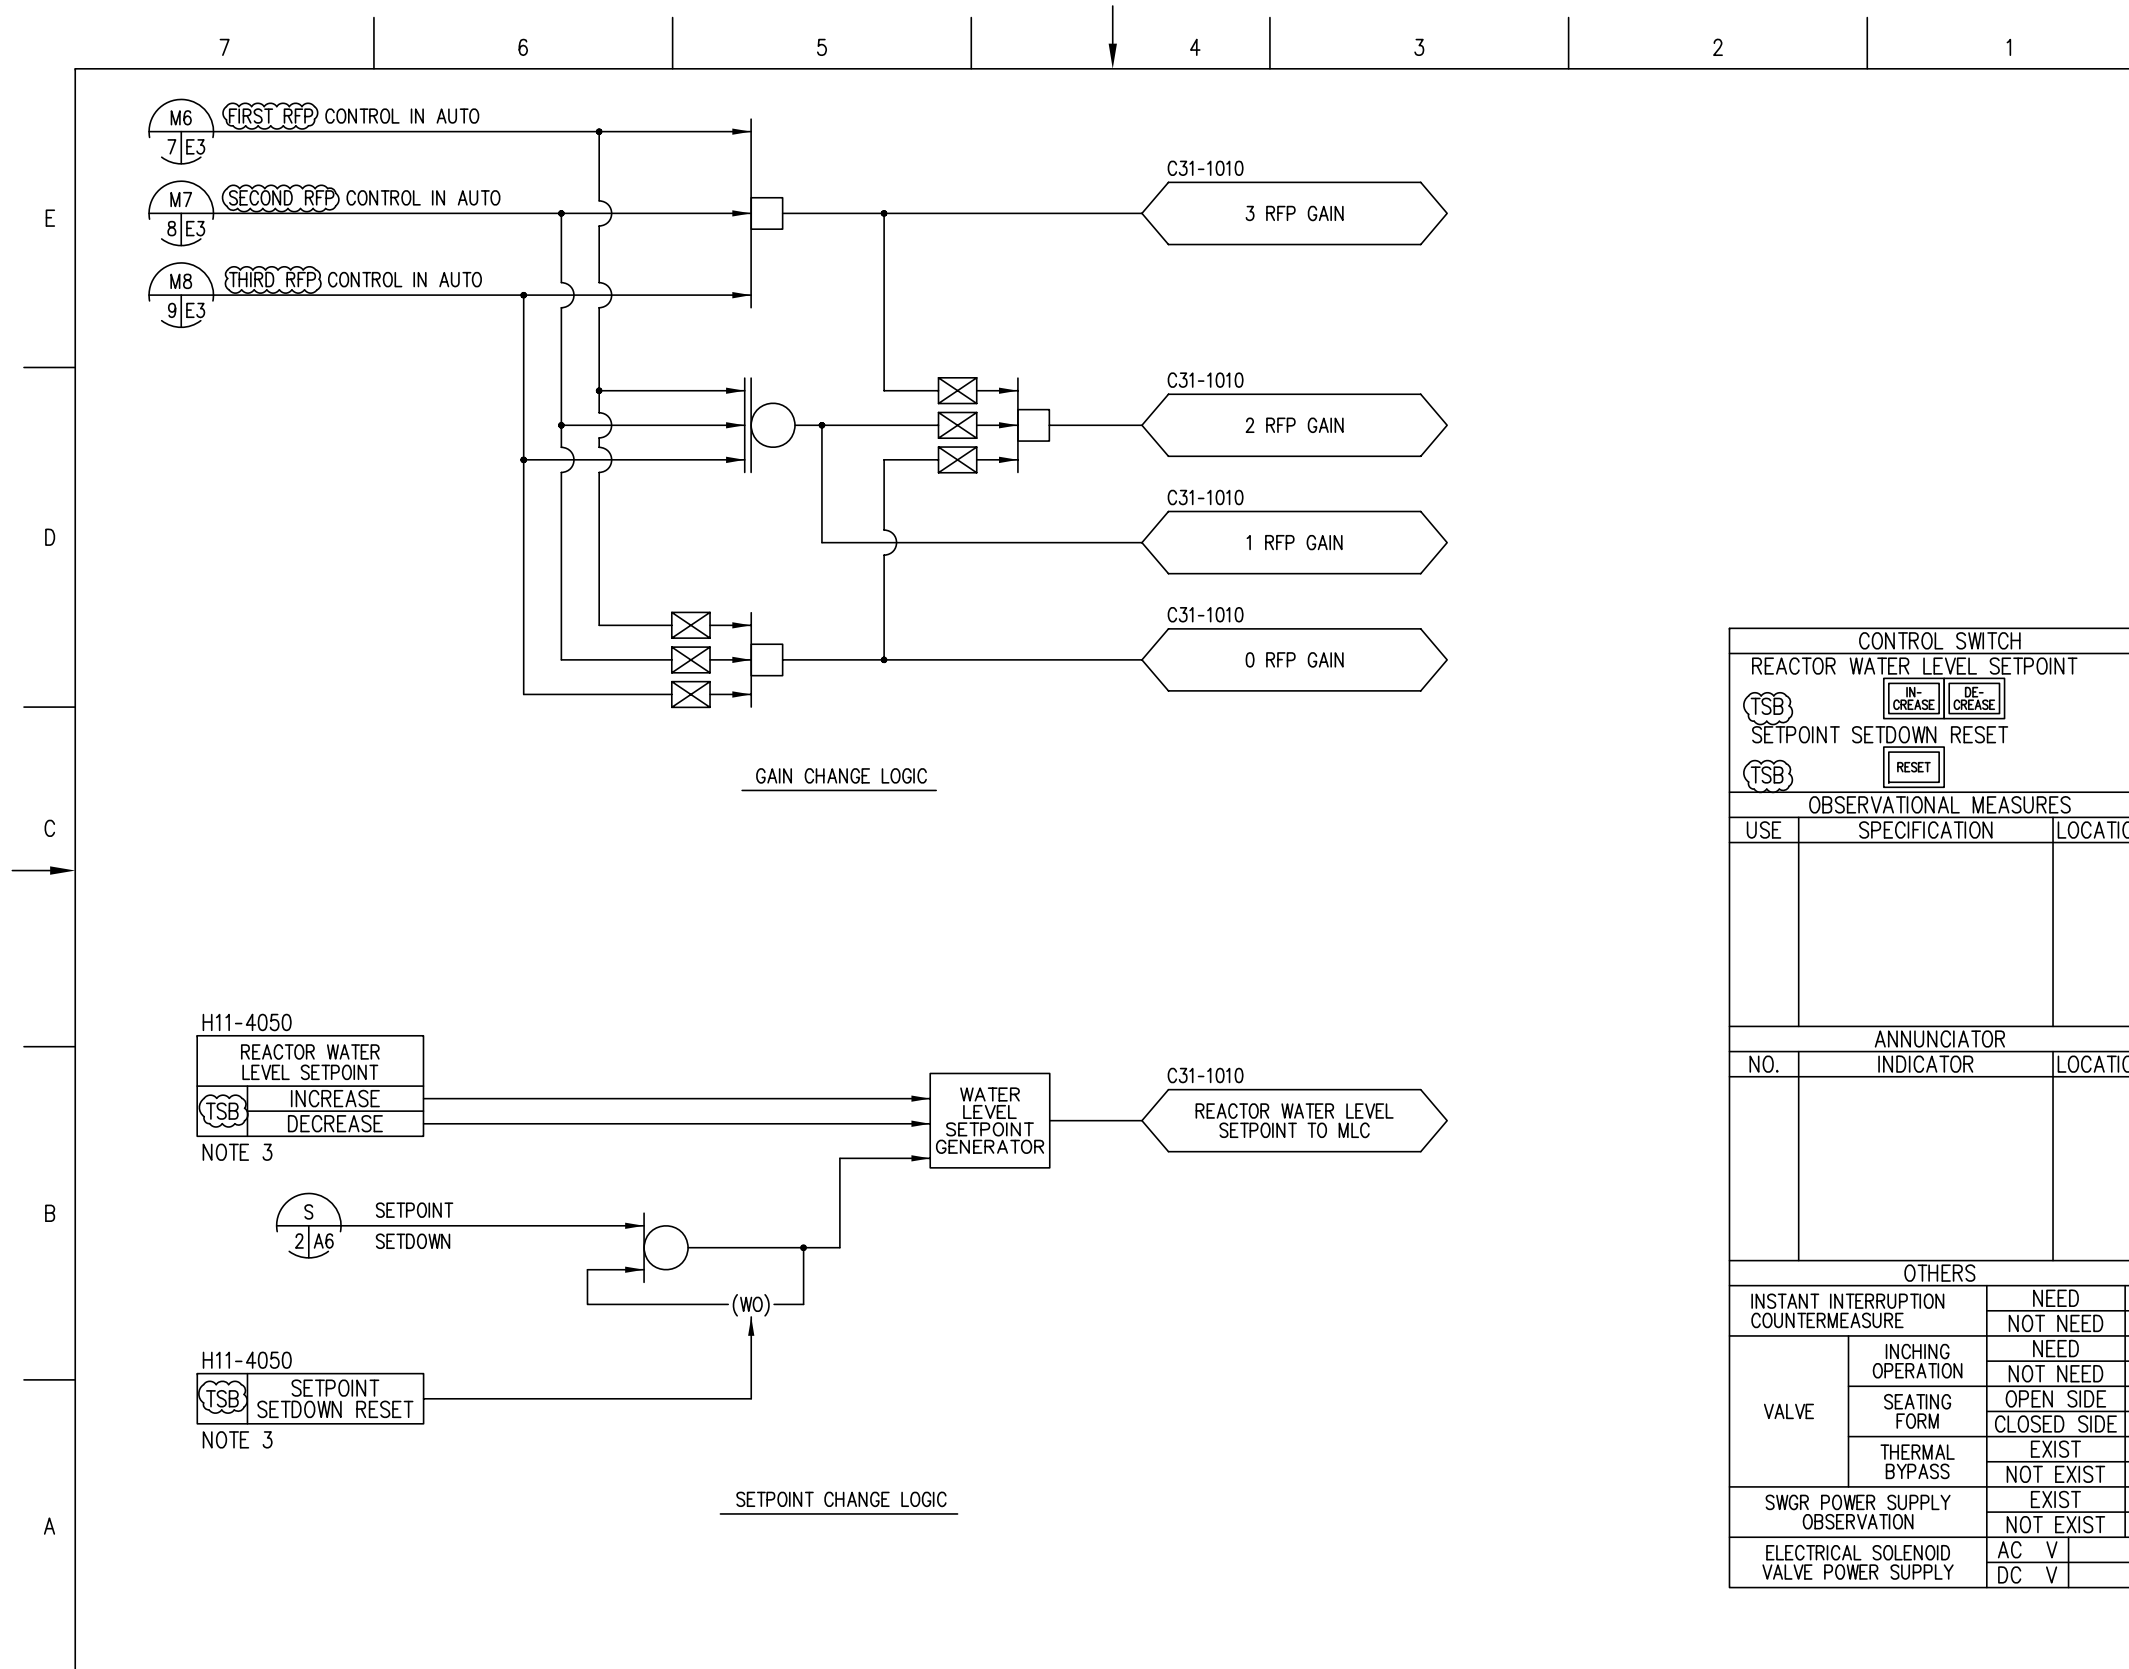 7 6 5 4 3 2 1
M6 FIRST RFP CONTROL IN AUTO
7 E3
C31-1010
M7 SECOND RFP CONTROL IN AUTO
8 E3
3 RFP GAIN
E
M8 THIRD RFP CONTROL IN AUTO
9 E3
C31-1010
2 RFP GAIN
C31-1010
D
1 RFP GAIN
C31-1010
0 RFP GAIN
GAIN CHANGE LOGIC
C
H11-4050
REACTOR WATER
LEVEL SETPOINT
TSB
INCREASE
DECREASE
NOTE 3
WATER
LEVEL
SETPOINT
GENERATOR
C31-1010
REACTOR WATER LEVEL
SETPOINT TO MLC
B
S
2 A6
SETPOINT
SETDOWN
(WO)
H11-4050
TSB
SETPOINT
SETDOWN RESET
NOTE 3
SETPOINT CHANGE LOGIC
A
CONTROL SWITCH
REACTOR WATER LEVEL SETPOINT
TSB
IN-
CREASE
DE-
CREASE
SETPOINT SETDOWN RESET
TSB
RESET
OBSERVATIONAL MEASURES
USE SPECIFICATION LOCATIO
ANNUNCIATOR
NO. INDICATOR LOCATIO
OTHERS
INSTANT INTERRUPTION
COUNTERMEASURE
NEED
NOT NEED
VALVE
INCHING
OPERATION
NEED
NOT NEED
SEATING
FORM
OPEN SIDE
CLOSED SIDE
THERMAL
BYPASS
EXIST
NOT EXIST
SWGR POWER SUPPLY
OBSERVATION
EXIST
NOT EXIST
ELECTRICAL SOLENOID
VALVE POWER SUPPLY
AC V
DC V